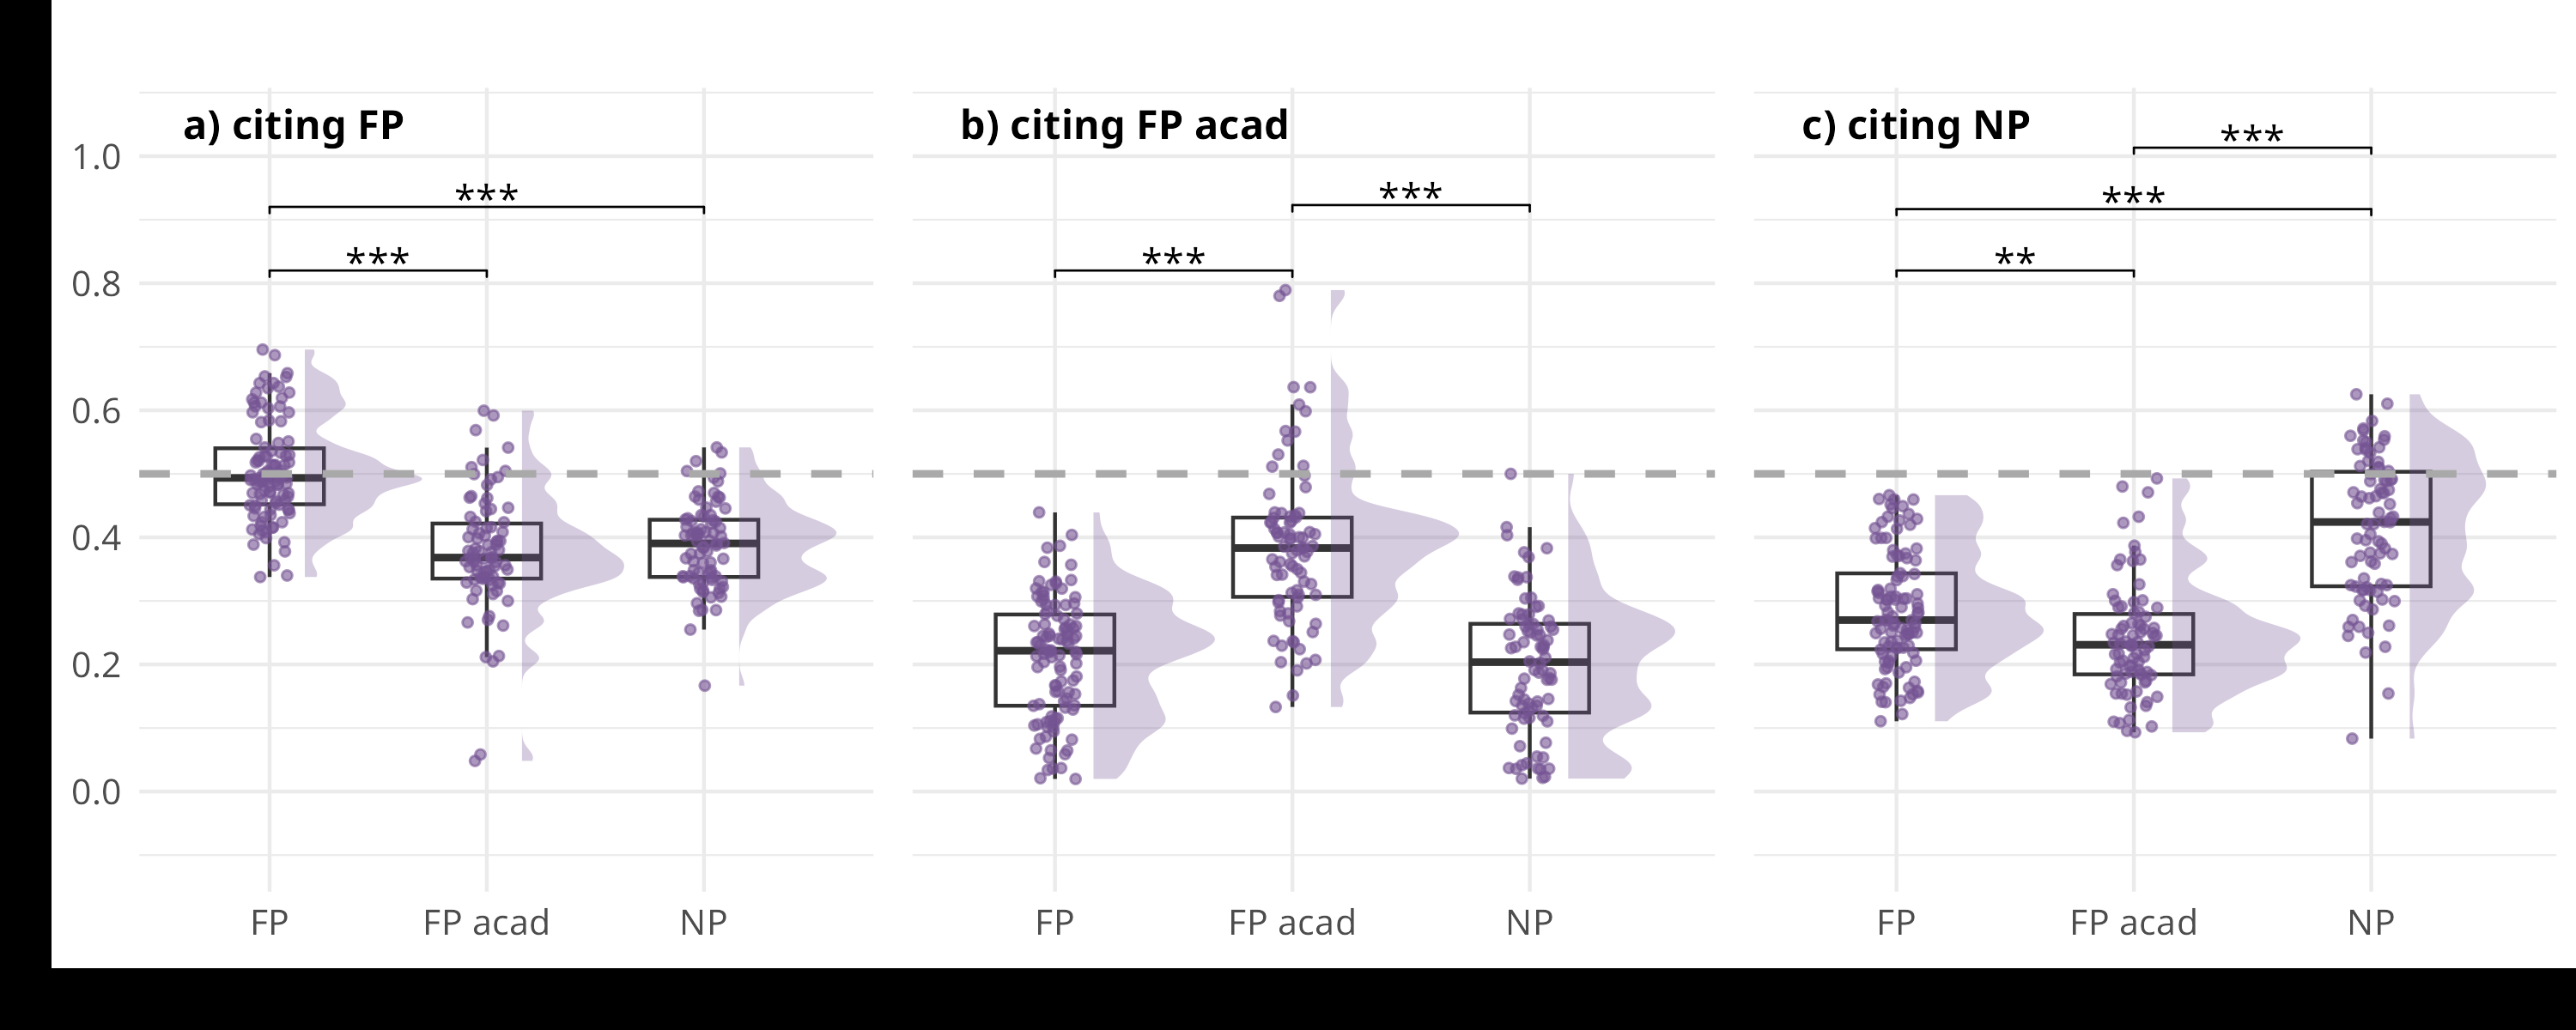 a) citing FP
b) citing FP acad
c) citing NP
***
***
***
***
***
***
**
1.0
0.8
0.6
0.4
0.2
0.0
FP
FP acad
NP
FP
FP acad
NP
FP
FP acad
NP